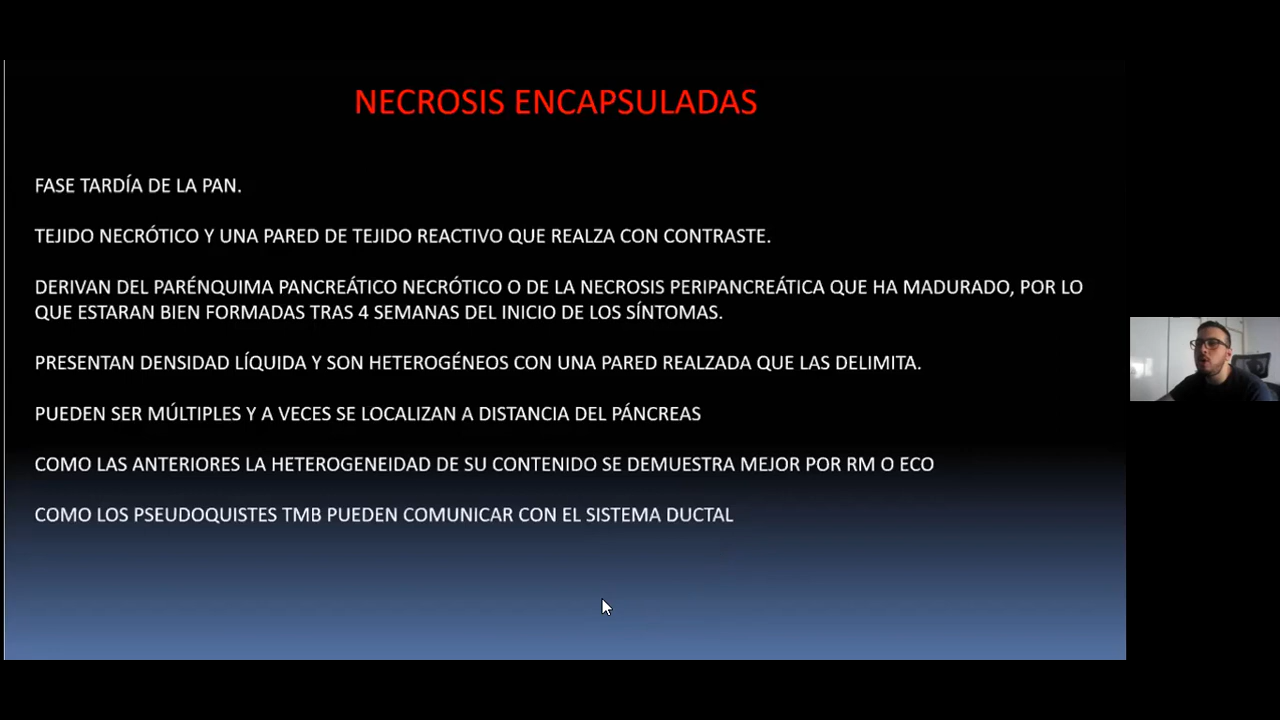 NECROSIS ENCAPSULADAS
FASE TARDÍA DE LA PAN.
TEJIDO NECRÓTICO Y UNA PARED DE TEJIDO REACTIVO QUE REALZA CON CONTRASTE.
DERIVAN DEL PARÉNQUIMA PANCREÁTICO NECRÓTICO O DE LA NECROSIS PERIPANCREÁTICA QUE HA MADURADO, POR LO
QUE ESTARAN BIEN FORMADAS TRAS 4 SEMANAS DEL INICIO DE LOS SÍNTOMAS.
PRESENTAN DENSIDAD LÍQUIDA Y SON HETEROGÉNEOS CON UNA PARED REALZADA QUE LAS DELIMITA.
PUEDEN SER MÚLTIPLES Y A VECES SE LOCALIZAN A DISTANCIA DEL PÁNCREAS
COMO LAS ANTERIORES LA HETEROGENEIDAD DE SU CONTENIDO SE DEMUESTRA MEJOR POR RM O ECO
COMO LOS PSEUDOQUISTES TMB PUEDEN COMUNICAR CON EL SISTEMA DUCTAL